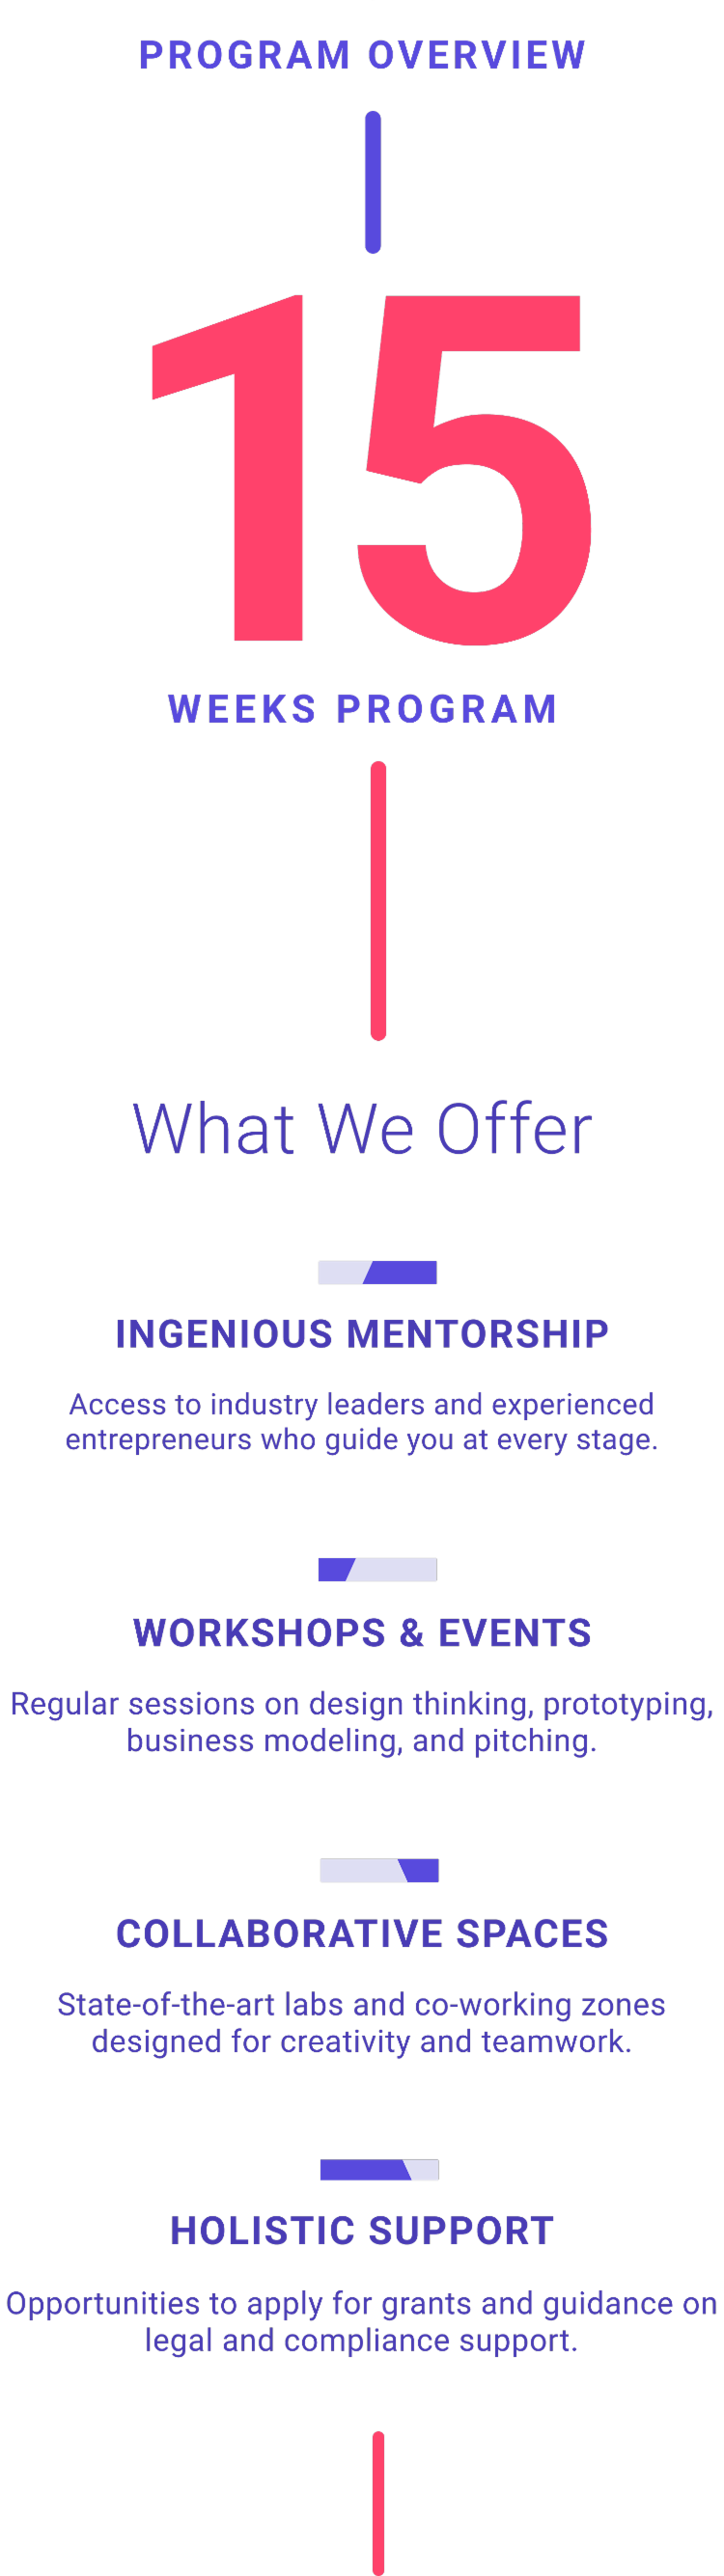 PROGRAM OVERVIEW
15
WEEKS PROGRAM
What We Offer
INGENIOUS MENTORSHIP
Access to industry leaders and experienced
entrepreneurs who guide you at every stage.
WORKSHOPS & EVENTS
Regular sessions on design thinking, prototyping,
business modeling, and pitching.
COLLABORATIVE SPACES
State-of-the-art labs and co-working zones
designed for creativity and teamwork.
HOLISTIC SUPPORT
Opportunities to apply for grants and guidance on
legal and compliance support.